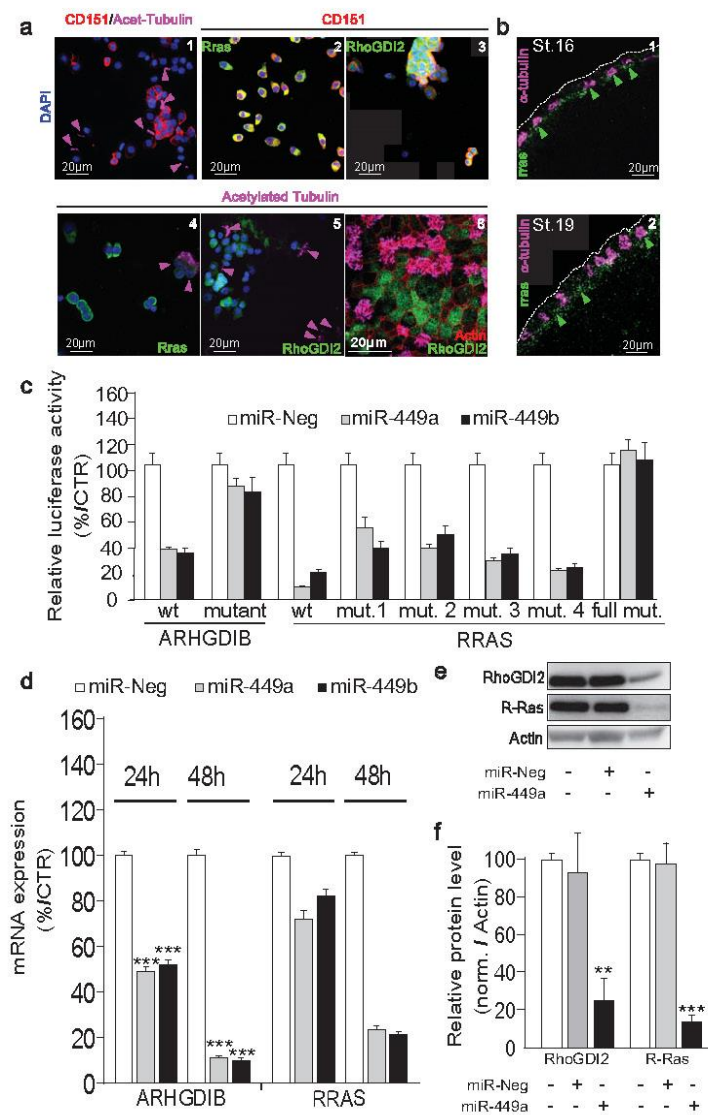 a
CD151/Acet-Tubulin
CD151
b
DAPI
1
20µm
Rras
2
20µm
RhoGDI2
3
20µm
St.16
1
rras α-tubulin
20µm
Acetylated Tubulin
4
20µm
Rras
5
20µm
RhoGDI2
6
20µm
Actin
RhoGDI2
St.19
2
rras α-tubulin
20µm
c
Relative luciferase activity
(%/CTR)
160
140
120
100
80
60
40
20
0
miR-Neg miR-449a miR-449b
wt mutant wt mut.1 mut. 2 mut. 3 mut. 4 full mut.
ARHGDIB RRAS
d
miR-Neg miR-449a miR-449b
mRNA expression
(%/CTR)
160
140
120
100
80
60
40
20
0
24h 48h 24h 48h
*** *** *** ***
ARHGDIB RRAS
e
RhoGDI2
R-Ras
Actin
miR-Neg - + -
miR-449a - - +
f
Relative protein level
(norm. / Actin)
100
80
60
40
20
0
** ***
RhoGDI2 R-Ras
miR-Neg - + - - + -
miR-449a - - + - - +